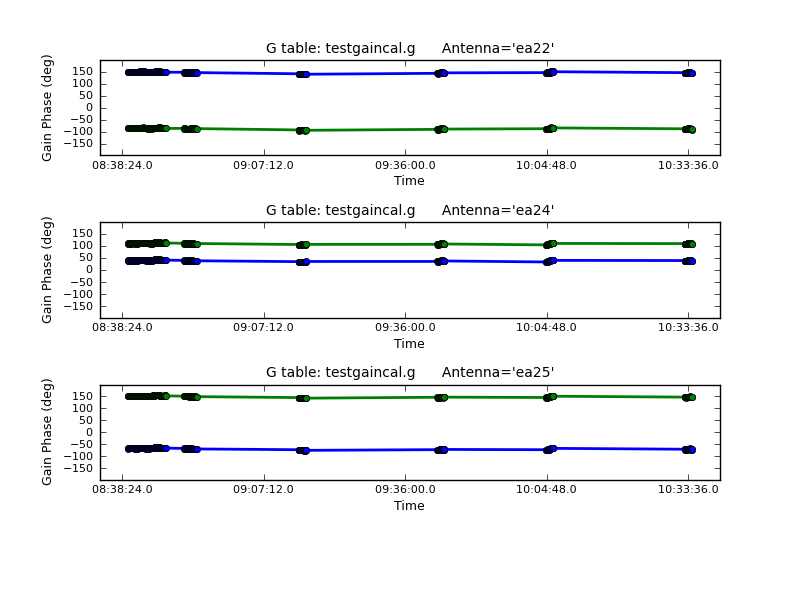 G table: testgaincal.g Antenna='ea22'
Gain Phase (deg)
150
100
50
0
−50
−100
−150
08:38:24.0 09:07:12.0 09:36:00.0 10:04:48.0 10:33:36.0
Time
G table: testgaincal.g Antenna='ea24'
Gain Phase (deg)
150
100
50
0
−50
−100
−150
08:38:24.0 09:07:12.0 09:36:00.0 10:04:48.0 10:33:36.0
Time
G table: testgaincal.g Antenna='ea25'
Gain Phase (deg)
150
100
50
0
−50
−100
−150
08:38:24.0 09:07:12.0 09:36:00.0 10:04:48.0 10:33:36.0
Time